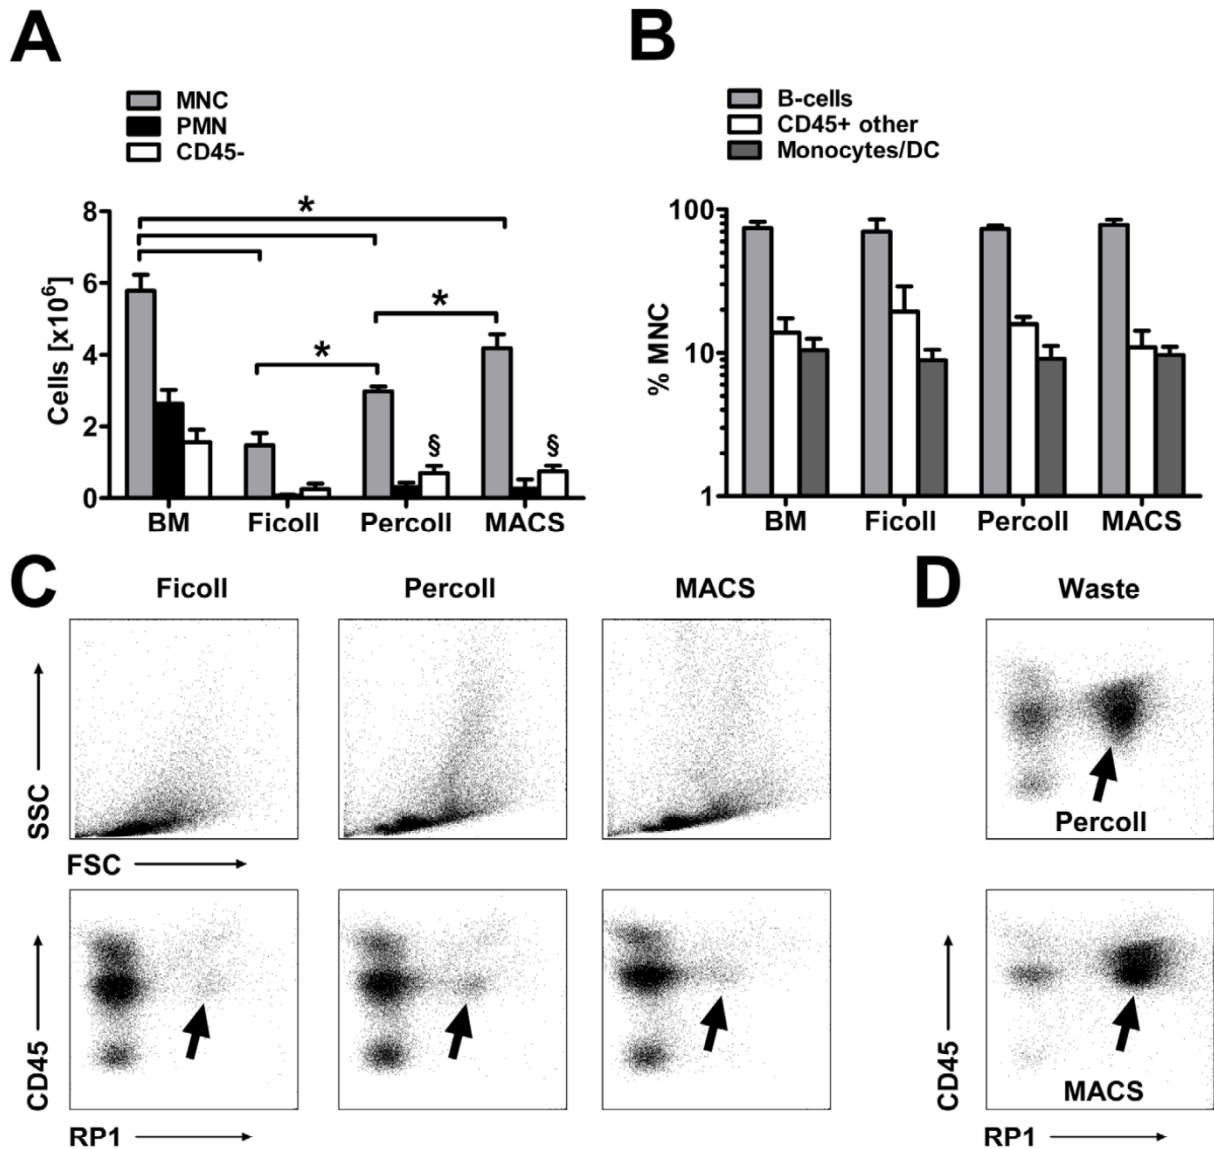 A
MNC
PMN
CD45-
Cells [x10⁶]
8
6
4
2
0
*
*
*
§
§
BM Ficoll Percoll MACS
B
B-cells
CD45+ other
Monocytes/DC
% MNC
100
10
1
BM Ficoll Percoll MACS
C
Ficoll Percoll MACS
SSC
FSC
CD45
RP1
D
Waste
Percoll
CD45
MACS
RP1